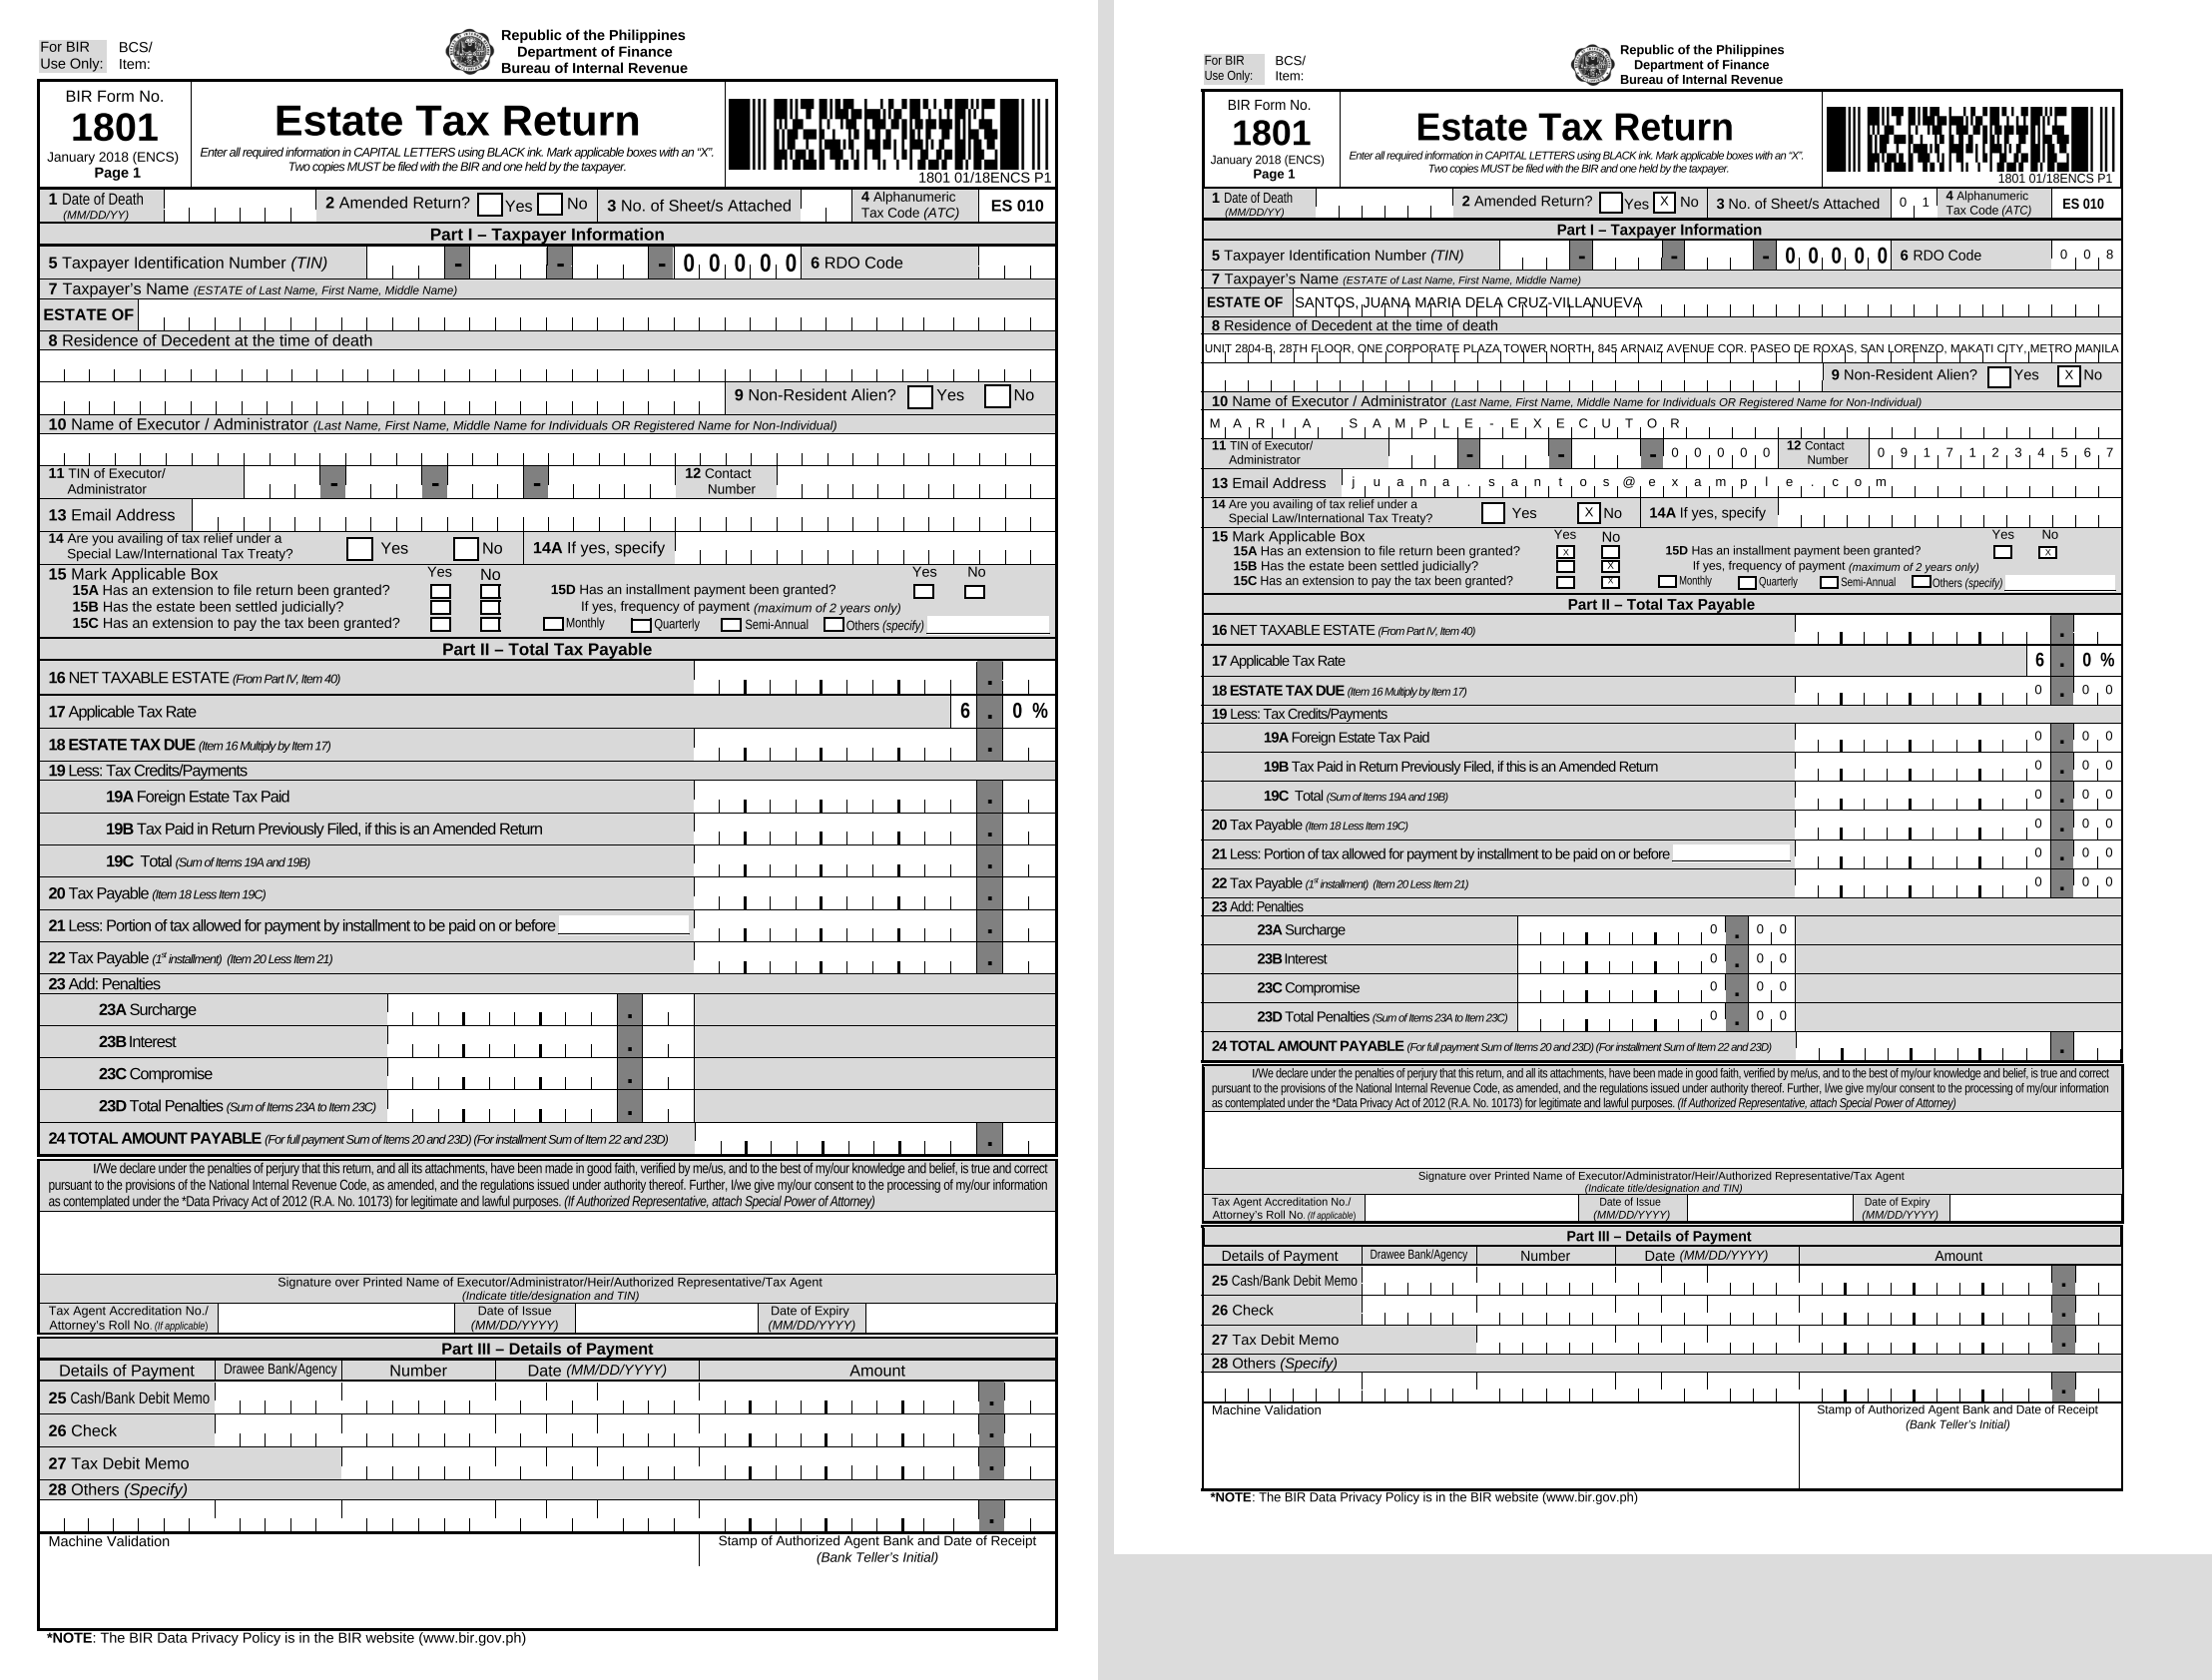 For BIR Use Only:
BCS/ Item:
Republic of the Philippines
Department of Finance
Bureau of Internal Revenue
BIR Form No.
1801
January 2018 (ENCS)
Page 1
Estate Tax Return
Enter all required information in CAPITAL LETTERS using BLACK ink. Mark applicable boxes with an “X”.
Two copies MUST be filed with the BIR and one held by the taxpayer.
1801 01/18ENCS P1
1 Date of Death (MM/DD/YY) 2 Amended Return? Yes No 3 No. of Sheet/s Attached 4 Alphanumeric Tax Code (ATC) ES 010
Part I – Taxpayer Information
5 Taxpayer Identification Number (TIN) - - - 0 0 0 0 0 6 RDO Code
7 Taxpayer’s Name (ESTATE of Last Name, First Name, Middle Name)
ESTATE OF
8 Residence of Decedent at the time of death
9 Non-Resident Alien? Yes No
10 Name of Executor / Administrator (Last Name, First Name, Middle Name for Individuals OR Registered Name for Non-Individual)
11 TIN of Executor/ Administrator - - - 12 Contact Number
13 Email Address
14 Are you availing of tax relief under a Special Law/International Tax Treaty? Yes No 14A If yes, specify
15 Mark Applicable Box Yes No Yes No
15A Has an extension to file return been granted? 15D Has an installment payment been granted?
15B Has the estate been settled judicially? If yes, frequency of payment (maximum of 2 years only)
15C Has an extension to pay the tax been granted? Monthly Quarterly Semi-Annual Others (specify)
Part II – Total Tax Payable
16 NET TAXABLE ESTATE (From Part IV, Item 40) .
17 Applicable Tax Rate 6 . 0 %
18 ESTATE TAX DUE (Item 16 Multiply by Item 17) .
19 Less: Tax Credits/Payments
19A Foreign Estate Tax Paid .
19B Tax Paid in Return Previously Filed, if this is an Amended Return .
19C Total (Sum of Items 19A and 19B) .
20 Tax Payable (Item 18 Less Item 19C) .
21 Less: Portion of tax allowed for payment by installment to be paid on or before .
22 Tax Payable (1st installment) (Item 20 Less Item 21) .
23 Add: Penalties
23A Surcharge .
23B Interest .
23C Compromise .
23D Total Penalties (Sum of Items 23A to Item 23C) .
24 TOTAL AMOUNT PAYABLE (For full payment Sum of Items 20 and 23D) (For installment Sum of Item 22 and 23D) .
I/We declare under the penalties of perjury that this return, and all its attachments, have been made in good faith, verified by me/us, and to the best of my/our knowledge and belief, is true and correct
pursuant to the provisions of the National Internal Revenue Code, as amended, and the regulations issued under authority thereof. Further, I/we give my/our consent to the processing of my/our information
as contemplated under the *Data Privacy Act of 2012 (R.A. No. 10173) for legitimate and lawful purposes. (If Authorized Representative, attach Special Power of Attorney)
Signature over Printed Name of Executor/Administrator/Heir/Authorized Representative/Tax Agent
(Indicate title/designation and TIN)
Tax Agent Accreditation No./ Attorney’s Roll No. (If applicable) Date of Issue (MM/DD/YYYY) Date of Expiry (MM/DD/YYYY)
Part III – Details of Payment
Details of Payment Drawee Bank/Agency Number Date (MM/DD/YYYY) Amount
25 Cash/Bank Debit Memo .
26 Check .
27 Tax Debit Memo .
28 Others (Specify)
.
Machine Validation
Stamp of Authorized Agent Bank and Date of Receipt
(Bank Teller’s Initial)
*NOTE: The BIR Data Privacy Policy is in the BIR website (www.bir.gov.ph)
For BIR Use Only:
BCS/ Item:
Republic of the Philippines
Department of Finance
Bureau of Internal Revenue
BIR Form No.
1801
January 2018 (ENCS)
Page 1
Estate Tax Return
Enter all required information in CAPITAL LETTERS using BLACK ink. Mark applicable boxes with an “X”.
Two copies MUST be filed with the BIR and one held by the taxpayer.
1801 01/18ENCS P1
1 Date of Death (MM/DD/YY) 2 Amended Return? Yes X No 3 No. of Sheet/s Attached 0 1 4 Alphanumeric Tax Code (ATC) ES 010
Part I – Taxpayer Information
5 Taxpayer Identification Number (TIN) - - - 0 0 0 0 0 6 RDO Code 0 0 8
7 Taxpayer’s Name (ESTATE of Last Name, First Name, Middle Name)
ESTATE OF SANTOS, JUANA MARIA DELA CRUZ-VILLANUEVA
8 Residence of Decedent at the time of death
UNIT 2804-B, 28TH FLOOR, ONE CORPORATE PLAZA TOWER NORTH, 845 ARNAIZ AVENUE COR. PASEO DE ROXAS, SAN LORENZO, MAKATI CITY, METRO MANILA
9 Non-Resident Alien? Yes X No
10 Name of Executor / Administrator (Last Name, First Name, Middle Name for Individuals OR Registered Name for Non-Individual)
M A R I A S A M P L E - E X E C U T O R
11 TIN of Executor/ Administrator - - - 0 0 0 0 0 12 Contact Number 0 9 1 7 1 2 3 4 5 6 7
13 Email Address j u a n a . s a n t o s @ e x a m p l e . c o m
14 Are you availing of tax relief under a Special Law/International Tax Treaty? Yes X No 14A If yes, specify
15 Mark Applicable Box Yes No Yes No
15A Has an extension to file return been granted? X 15D Has an installment payment been granted? X
15B Has the estate been settled judicially? X If yes, frequency of payment (maximum of 2 years only)
15C Has an extension to pay the tax been granted? X Monthly Quarterly Semi-Annual Others (specify)
Part II – Total Tax Payable
16 NET TAXABLE ESTATE (From Part IV, Item 40) .
17 Applicable Tax Rate 6 . 0 %
18 ESTATE TAX DUE (Item 16 Multiply by Item 17) 0 . 0 0
19 Less: Tax Credits/Payments
19A Foreign Estate Tax Paid 0 . 0 0
19B Tax Paid in Return Previously Filed, if this is an Amended Return 0 . 0 0
19C Total (Sum of Items 19A and 19B) 0 . 0 0
20 Tax Payable (Item 18 Less Item 19C) 0 . 0 0
21 Less: Portion of tax allowed for payment by installment to be paid on or before 0 . 0 0
22 Tax Payable (1st installment) (Item 20 Less Item 21) 0 . 0 0
23 Add: Penalties
23A Surcharge 0 . 0 0
23B Interest 0 . 0 0
23C Compromise 0 . 0 0
23D Total Penalties (Sum of Items 23A to Item 23C) 0 . 0 0
24 TOTAL AMOUNT PAYABLE (For full payment Sum of Items 20 and 23D) (For installment Sum of Item 22 and 23D) .
I/We declare under the penalties of perjury that this return, and all its attachments, have been made in good faith, verified by me/us, and to the best of my/our knowledge and belief, is true and correct
pursuant to the provisions of the National Internal Revenue Code, as amended, and the regulations issued under authority thereof. Further, I/we give my/our consent to the processing of my/our information
as contemplated under the *Data Privacy Act of 2012 (R.A. No. 10173) for legitimate and lawful purposes. (If Authorized Representative, attach Special Power of Attorney)
Signature over Printed Name of Executor/Administrator/Heir/Authorized Representative/Tax Agent
(Indicate title/designation and TIN)
Tax Agent Accreditation No./ Attorney’s Roll No. (If applicable) Date of Issue (MM/DD/YYYY) Date of Expiry (MM/DD/YYYY)
Part III – Details of Payment
Details of Payment Drawee Bank/Agency Number Date (MM/DD/YYYY) Amount
25 Cash/Bank Debit Memo .
26 Check .
27 Tax Debit Memo .
28 Others (Specify)
.
Machine Validation
Stamp of Authorized Agent Bank and Date of Receipt
(Bank Teller’s Initial)
*NOTE: The BIR Data Privacy Policy is in the BIR website (www.bir.gov.ph)